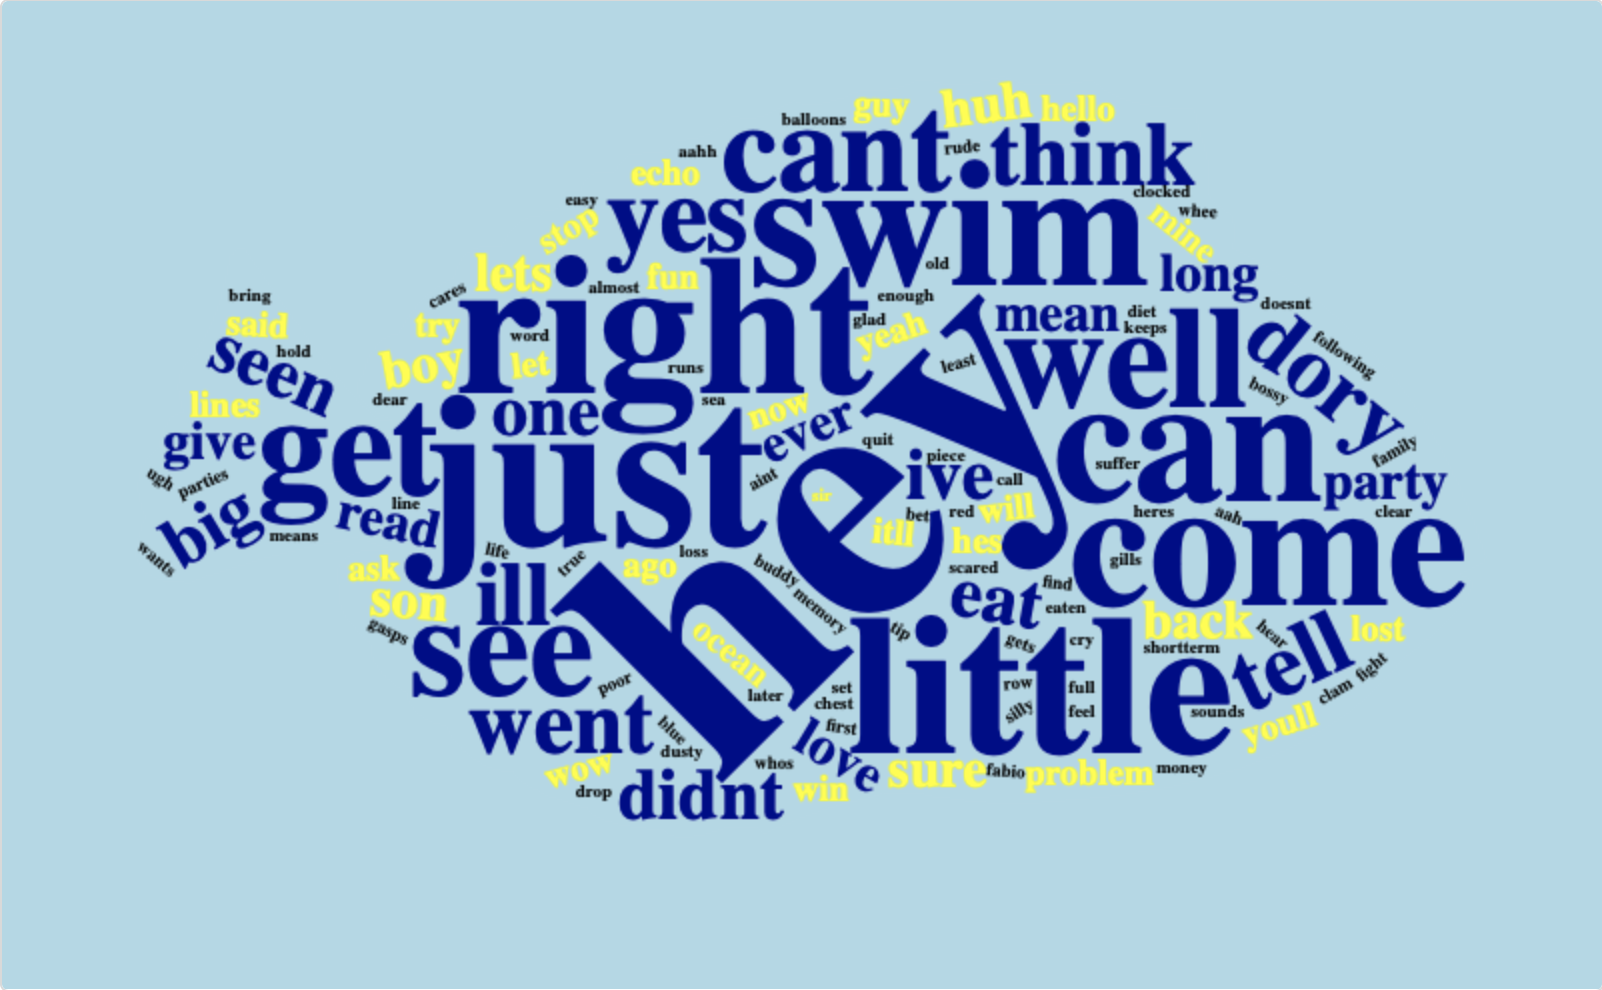 balloons guy huh hello
aahh cant think rude
echo clocked
easy yes swim mine whee
stop
lets right fun old long
bring cares almost enough doesnt
said try word glad yeah mean diet keeps well dory following
seen hold boy let runs least bossy
lines dear one sea now ever hey
give get just quit ive piece call can suffer party family
ugh parties aint sir
big line read itll bet red will heres aah come clear
wants means hes
ask life true ago loss buddy scared gills
son ill memory eat find eaten back
gasps see ocean tip little gets cry shortterm hear tell lost
poor later set row full clam fight
went blue chest silly feel sounds youll
dusty love first
wow whos sure fabio problem money
drop didnt win